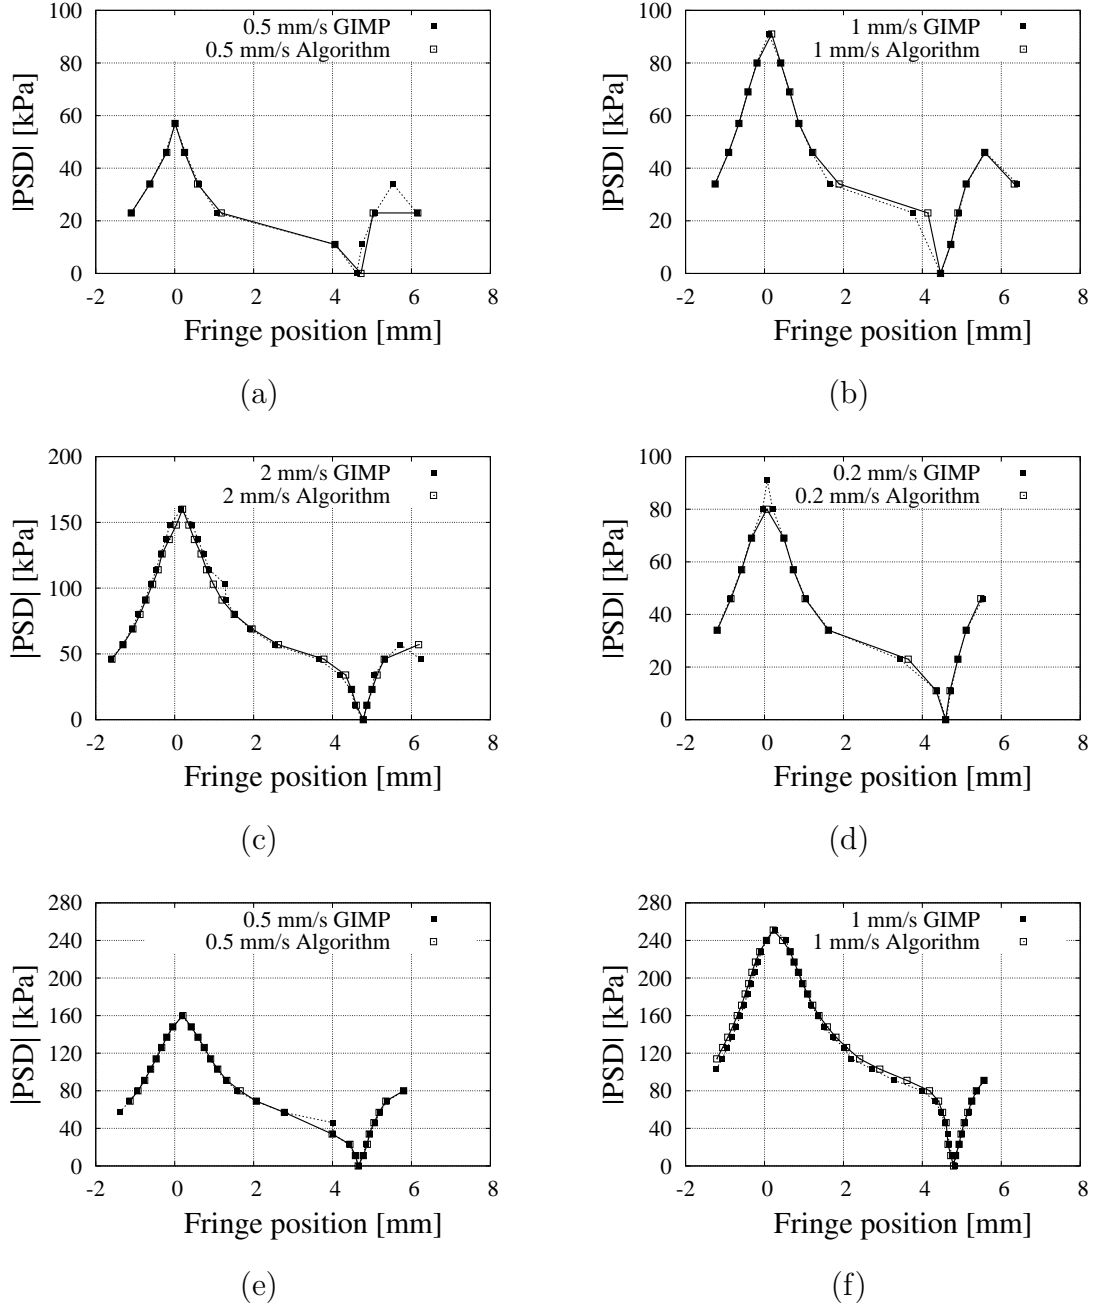 100
80
60
40
20
0
-2 0 2 4 6 8
|PSD| [kPa]
Fringe position [mm]
0.5 mm/s GIMP
0.5 mm/s Algorithm
(a)
100
80
60
40
20
0
-2 0 2 4 6 8
|PSD| [kPa]
Fringe position [mm]
1 mm/s GIMP
1 mm/s Algorithm
(b)
200
150
100
50
0
-2 0 2 4 6 8
|PSD| [kPa]
Fringe position [mm]
2 mm/s GIMP
2 mm/s Algorithm
(c)
100
80
60
40
20
0
-2 0 2 4 6 8
|PSD| [kPa]
Fringe position [mm]
0.2 mm/s GIMP
0.2 mm/s Algorithm
(d)
280
240
200
160
120
80
40
0
-2 0 2 4 6 8
|PSD| [kPa]
Fringe position [mm]
0.5 mm/s GIMP
0.5 mm/s Algorithm
(e)
280
240
200
160
120
80
40
0
-2 0 2 4 6 8
|PSD| [kPa]
Fringe position [mm]
1 mm/s GIMP
1 mm/s Algorithm
(f)